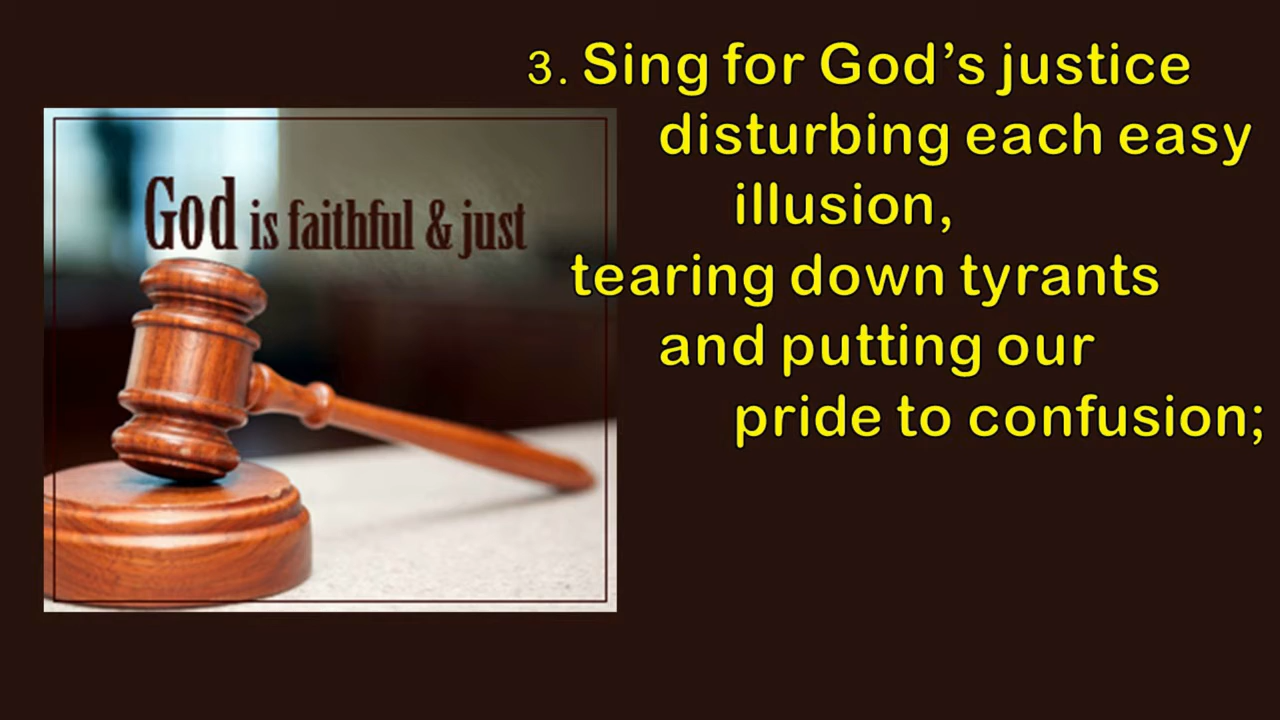 God is faithful & just
3. Sing for God's justice
disturbing each easy
illusion,
tearing down tyrants
and putting our
pride to confusion;